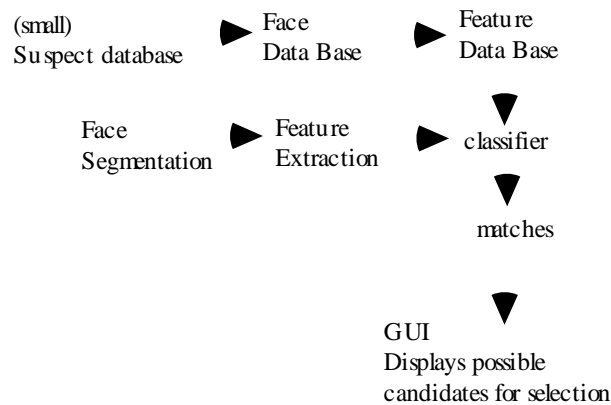 (small)
Suspect database
Face
Data Base
Feature
Data Base
Face
Segmentation
Feature
Extraction
classifier
matches
GUI
Displays possible
candidates for selection